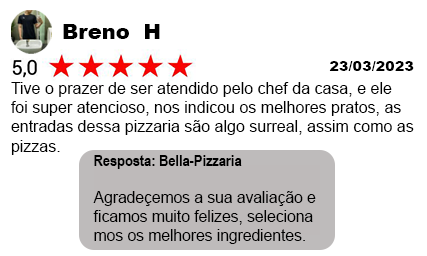 Breno H
5,0
23/03/2023
Tive o prazer de ser atendido pelo chef da casa, e ele
foi super atencioso, nos indicou os melhores pratos, as
entradas dessa pizzaria são algo surreal, assim como as
pizzas.
Resposta: Bella-Pizzaria
Agradeçemos a sua avaliação e
ficamos muito felizes, seleciona
mos os melhores ingredientes.